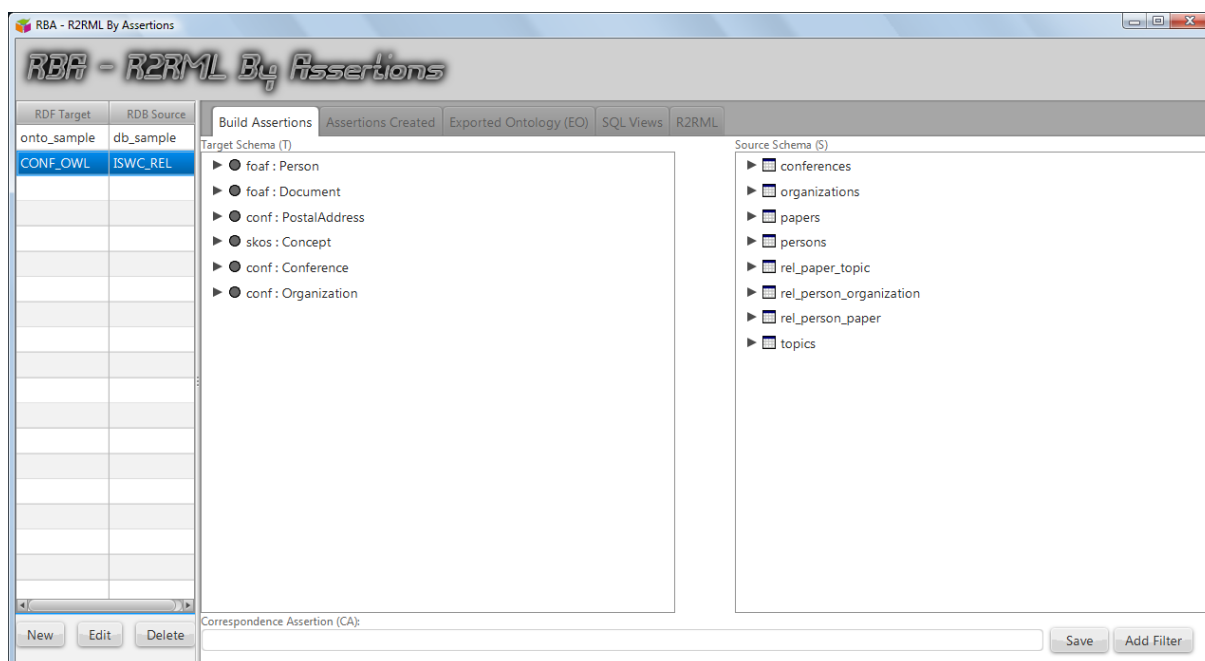 RBA - R2RML By Assertions
RBA - R2RML By Assertions
RDF Target RDB Source
onto_sample db_sample
CONF_OWL ISWC_REL
Build Assertions Assertions Created Exported Ontology (EO) SQL Views R2RML
Target Schema (T)
foaf : Person
foaf : Document
conf : PostalAddress
skos : Concept
conf : Conference
conf : Organization
Source Schema (S)
conferences
organizations
papers
persons
rel_paper_topic
rel_person_organization
rel_person_paper
topics
Correspondence Assertion (CA):
New Edit Delete
Save Add Filter